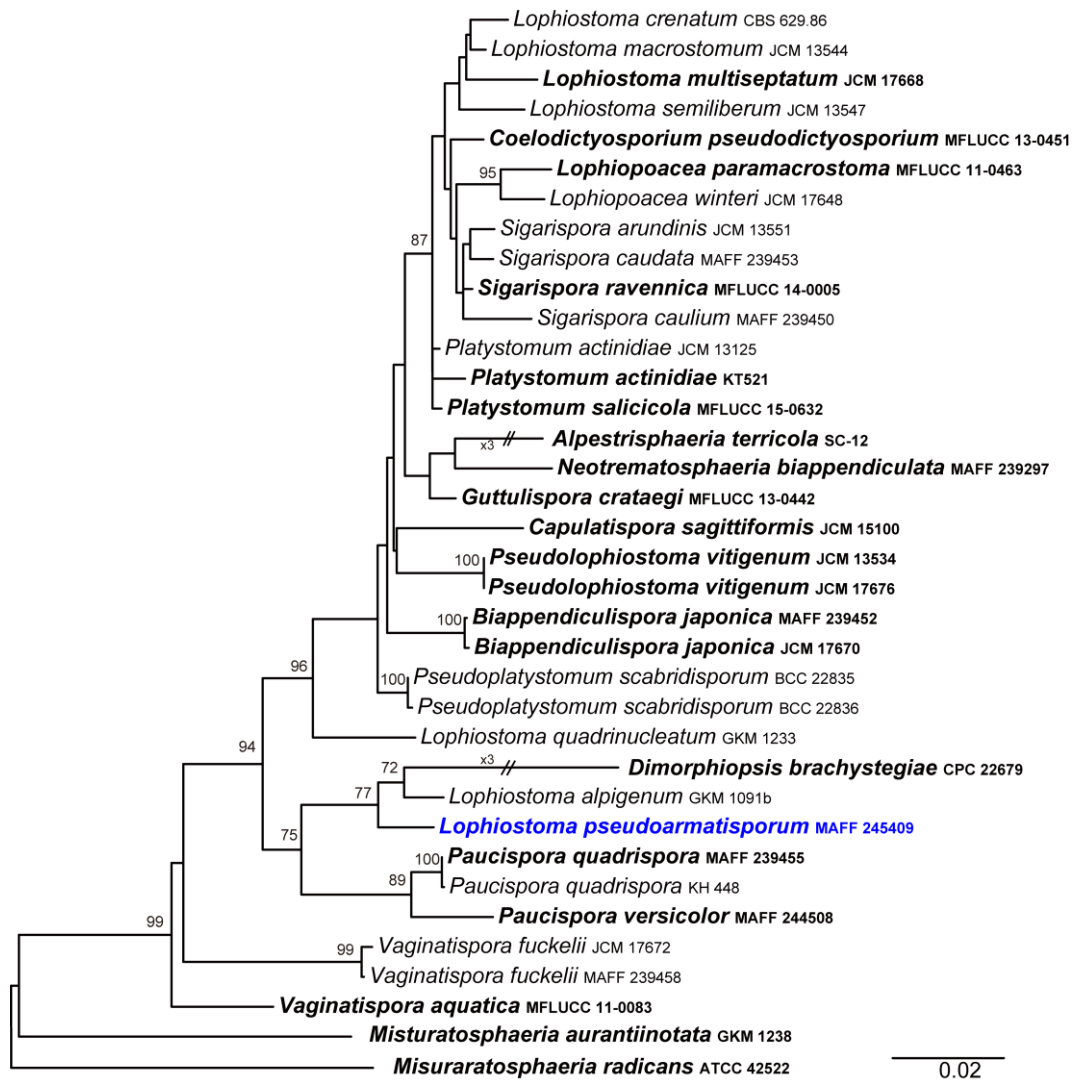 Lophiostoma crenatum CBS 629.86
Lophiostoma macrostomum JCM 13544
Lophiostoma multiseptatum JCM 17668
Lophiostoma semiliberum JCM 13547
Coelodictyosporium pseudodictyosporium MFLUCC 13-0451
95 Lophiopoacea paramacrostoma MFLUCC 11-0463
Lophiopoacea winteri JCM 17648
Sigarispora arundinis JCM 13551
87
Sigarispora caudata MAFF 239453
Sigarispora ravennica MFLUCC 14-0005
Sigarispora caulium MAFF 239450
Platystomum actinidiae JCM 13125
Platystomum actinidiae KT521
Platystomum salicicola MFLUCC 15-0632
x3 Alpestrisphaeria terricola SC-12
Neotrematosphaeria biappendiculata MAFF 239297
Guttulispora crataegi MFLUCC 13-0442
Capulatispora sagittiformis JCM 15100
100 Pseudolophiostoma vitigenum JCM 13534
Pseudolophiostoma vitigenum JCM 17676
100 Biappendiculispora japonica MAFF 239452
Biappendiculispora japonica JCM 17670
96
100 Pseudoplatystomum scabridisporum BCC 22835
Pseudoplatystomum scabridisporum BCC 22836
Lophiostoma quadrinucleatum GKM 1233
94
72 x3 Dimorphiopsis brachystegiae CPC 22679
77 Lophiostoma alpigenum GKM 1091b
Lophiostoma pseudoarmatisporum MAFF 245409
75
100 Paucispora quadrispora MAFF 239455
89 Paucispora quadrispora KH 448
Paucispora versicolor MAFF 244508
99
99 Vaginatispora fuckelii JCM 17672
Vaginatispora fuckelii MAFF 239458
Vaginatispora aquatica MFLUCC 11-0083
Misturatosphaeria aurantiinotata GKM 1238
Misuraratosphaeria radicans ATCC 42522
0.02